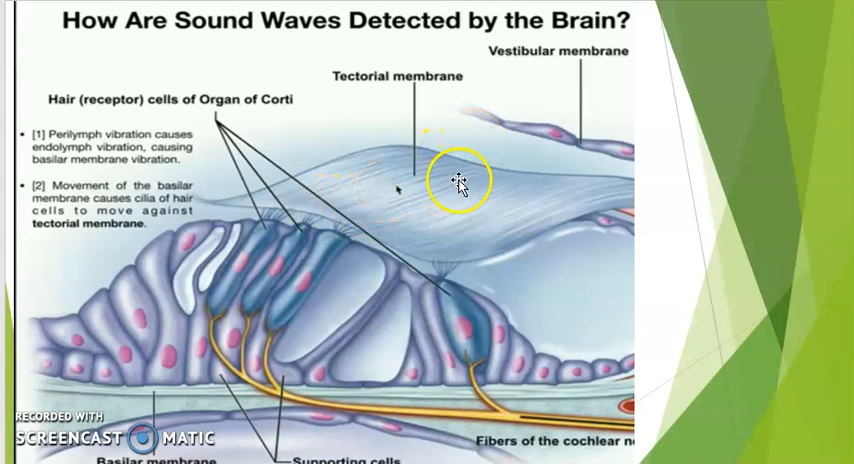 How Are Sound Waves Detected by the Brain?
Vestibular membrane
Tectorial membrane
Hair (receptor) cells of Organ of Corti
• [1] Perilymph vibration causes
endolymph vibration, causing
basilar membrane vibration.
• [2] Movement of the basilar
membrane causes cilia of hair
cells to move against
tectorial membrane.
RECORDED WITH
SCREENCAST MATIC
Fibers of the cochlear
Basilar membrane
Supporting cells